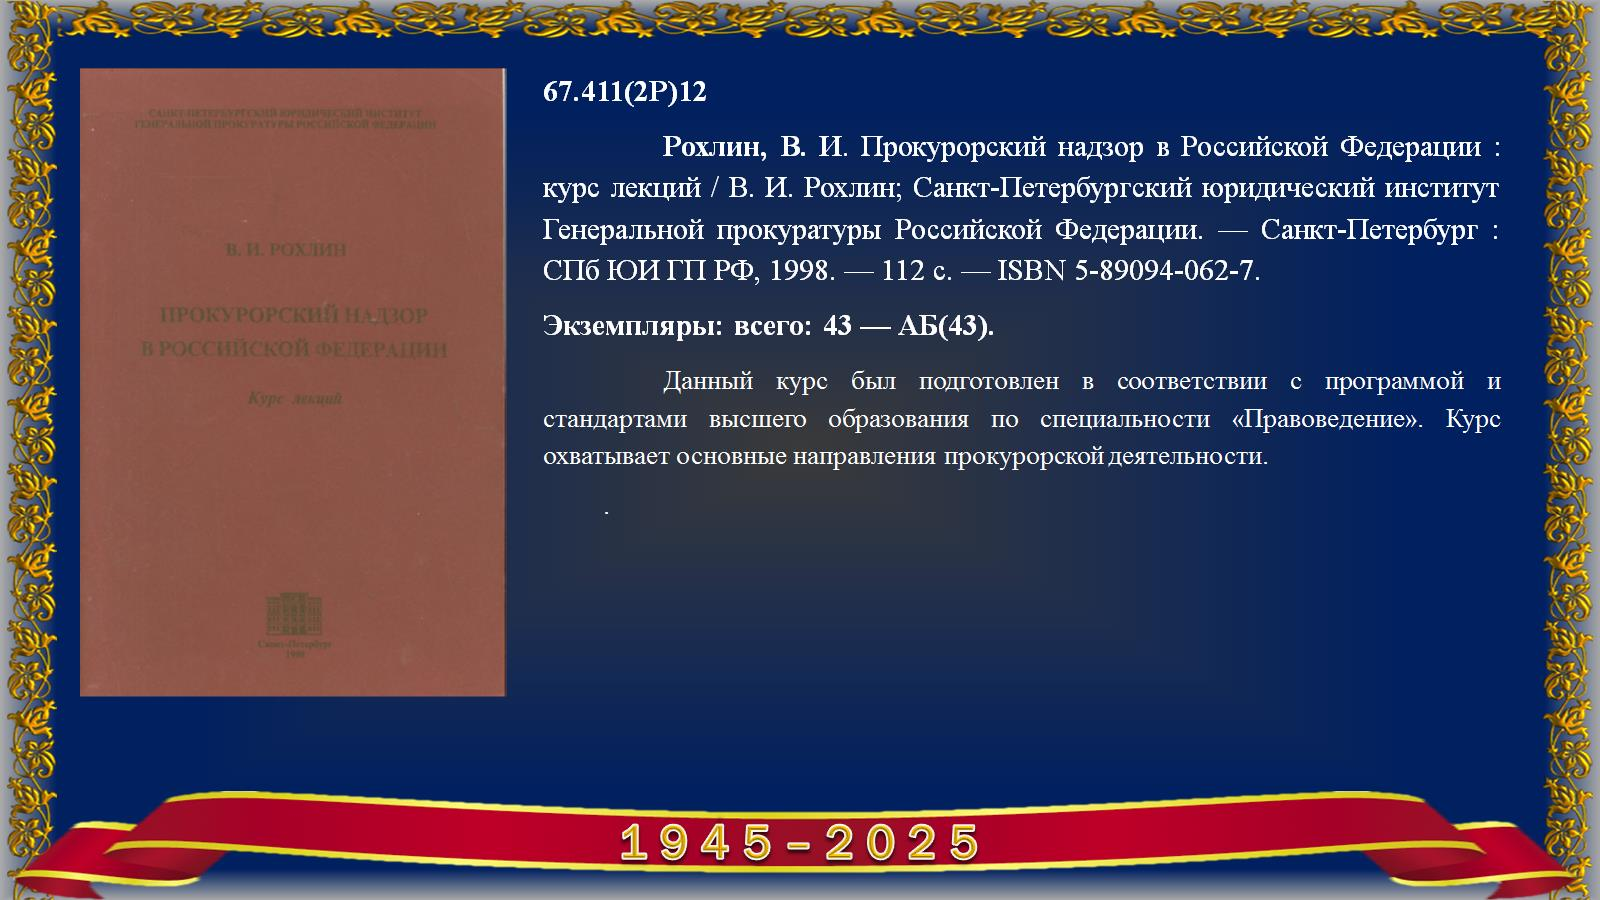 САНКТ-ПЕТЕРБУРГСКИЙ ЮРИДИЧЕСКИЙ ИНСТИТУТ
ГЕНЕРАЛЬНОЙ ПРОКУРАТУРЫ РОССИЙСКОЙ ФЕДЕРАЦИИ
В. И. РОХЛИН
ПРОКУРОРСКИЙ НАДЗОР
В РОССИЙСКОЙ ФЕДЕРАЦИИ
Курс лекций
Санкт-Петербург
1998
67.411(2Р)12
Рохлин, В. И. Прокурорский надзор в Российской Федерации :
курс лекций / В. И. Рохлин; Санкт-Петербургский юридический институт
Генеральной прокуратуры Российской Федерации. — Санкт-Петербург :
СПб ЮИ ГП РФ, 1998. — 112 с. — ISBN 5-89094-062-7.
Экземпляры: всего: 43 — АБ(43).
Данный курс был подготовлен в соответствии с программой и
стандартами высшего образования по специальности «Правоведение». Курс
охватывает основные направления прокурорской деятельности.
.
1945–2025